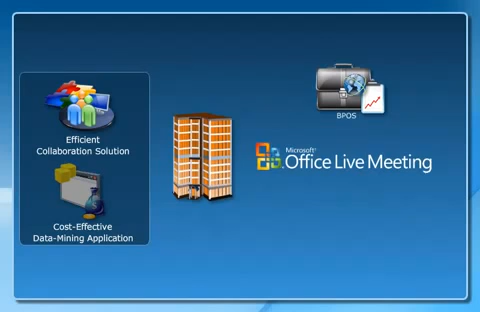 BPOS
Efficient
Collaboration Solution
Microsoft®
Office Live Meeting
Cost-Effective
Data-Mining Application